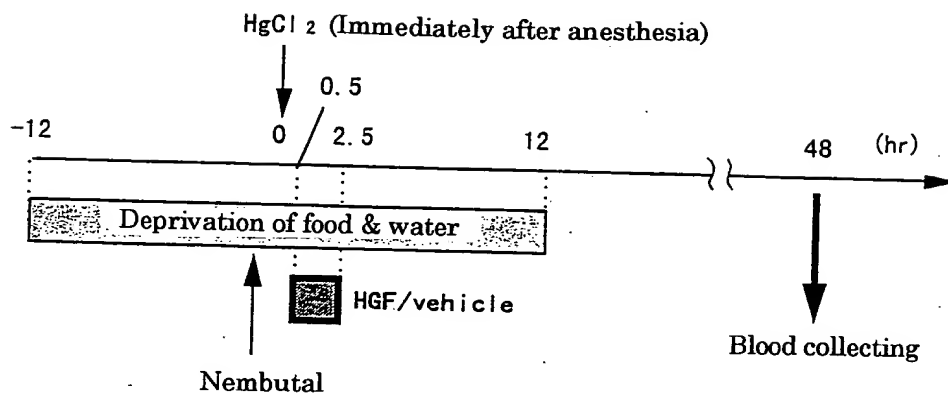 HgCl 2 (Immediately after anesthesia)
0.5
-12 0 2.5 12 48 (hr)
Deprivation of food & water
HGF/vehicle
Blood collecting
Nembutal